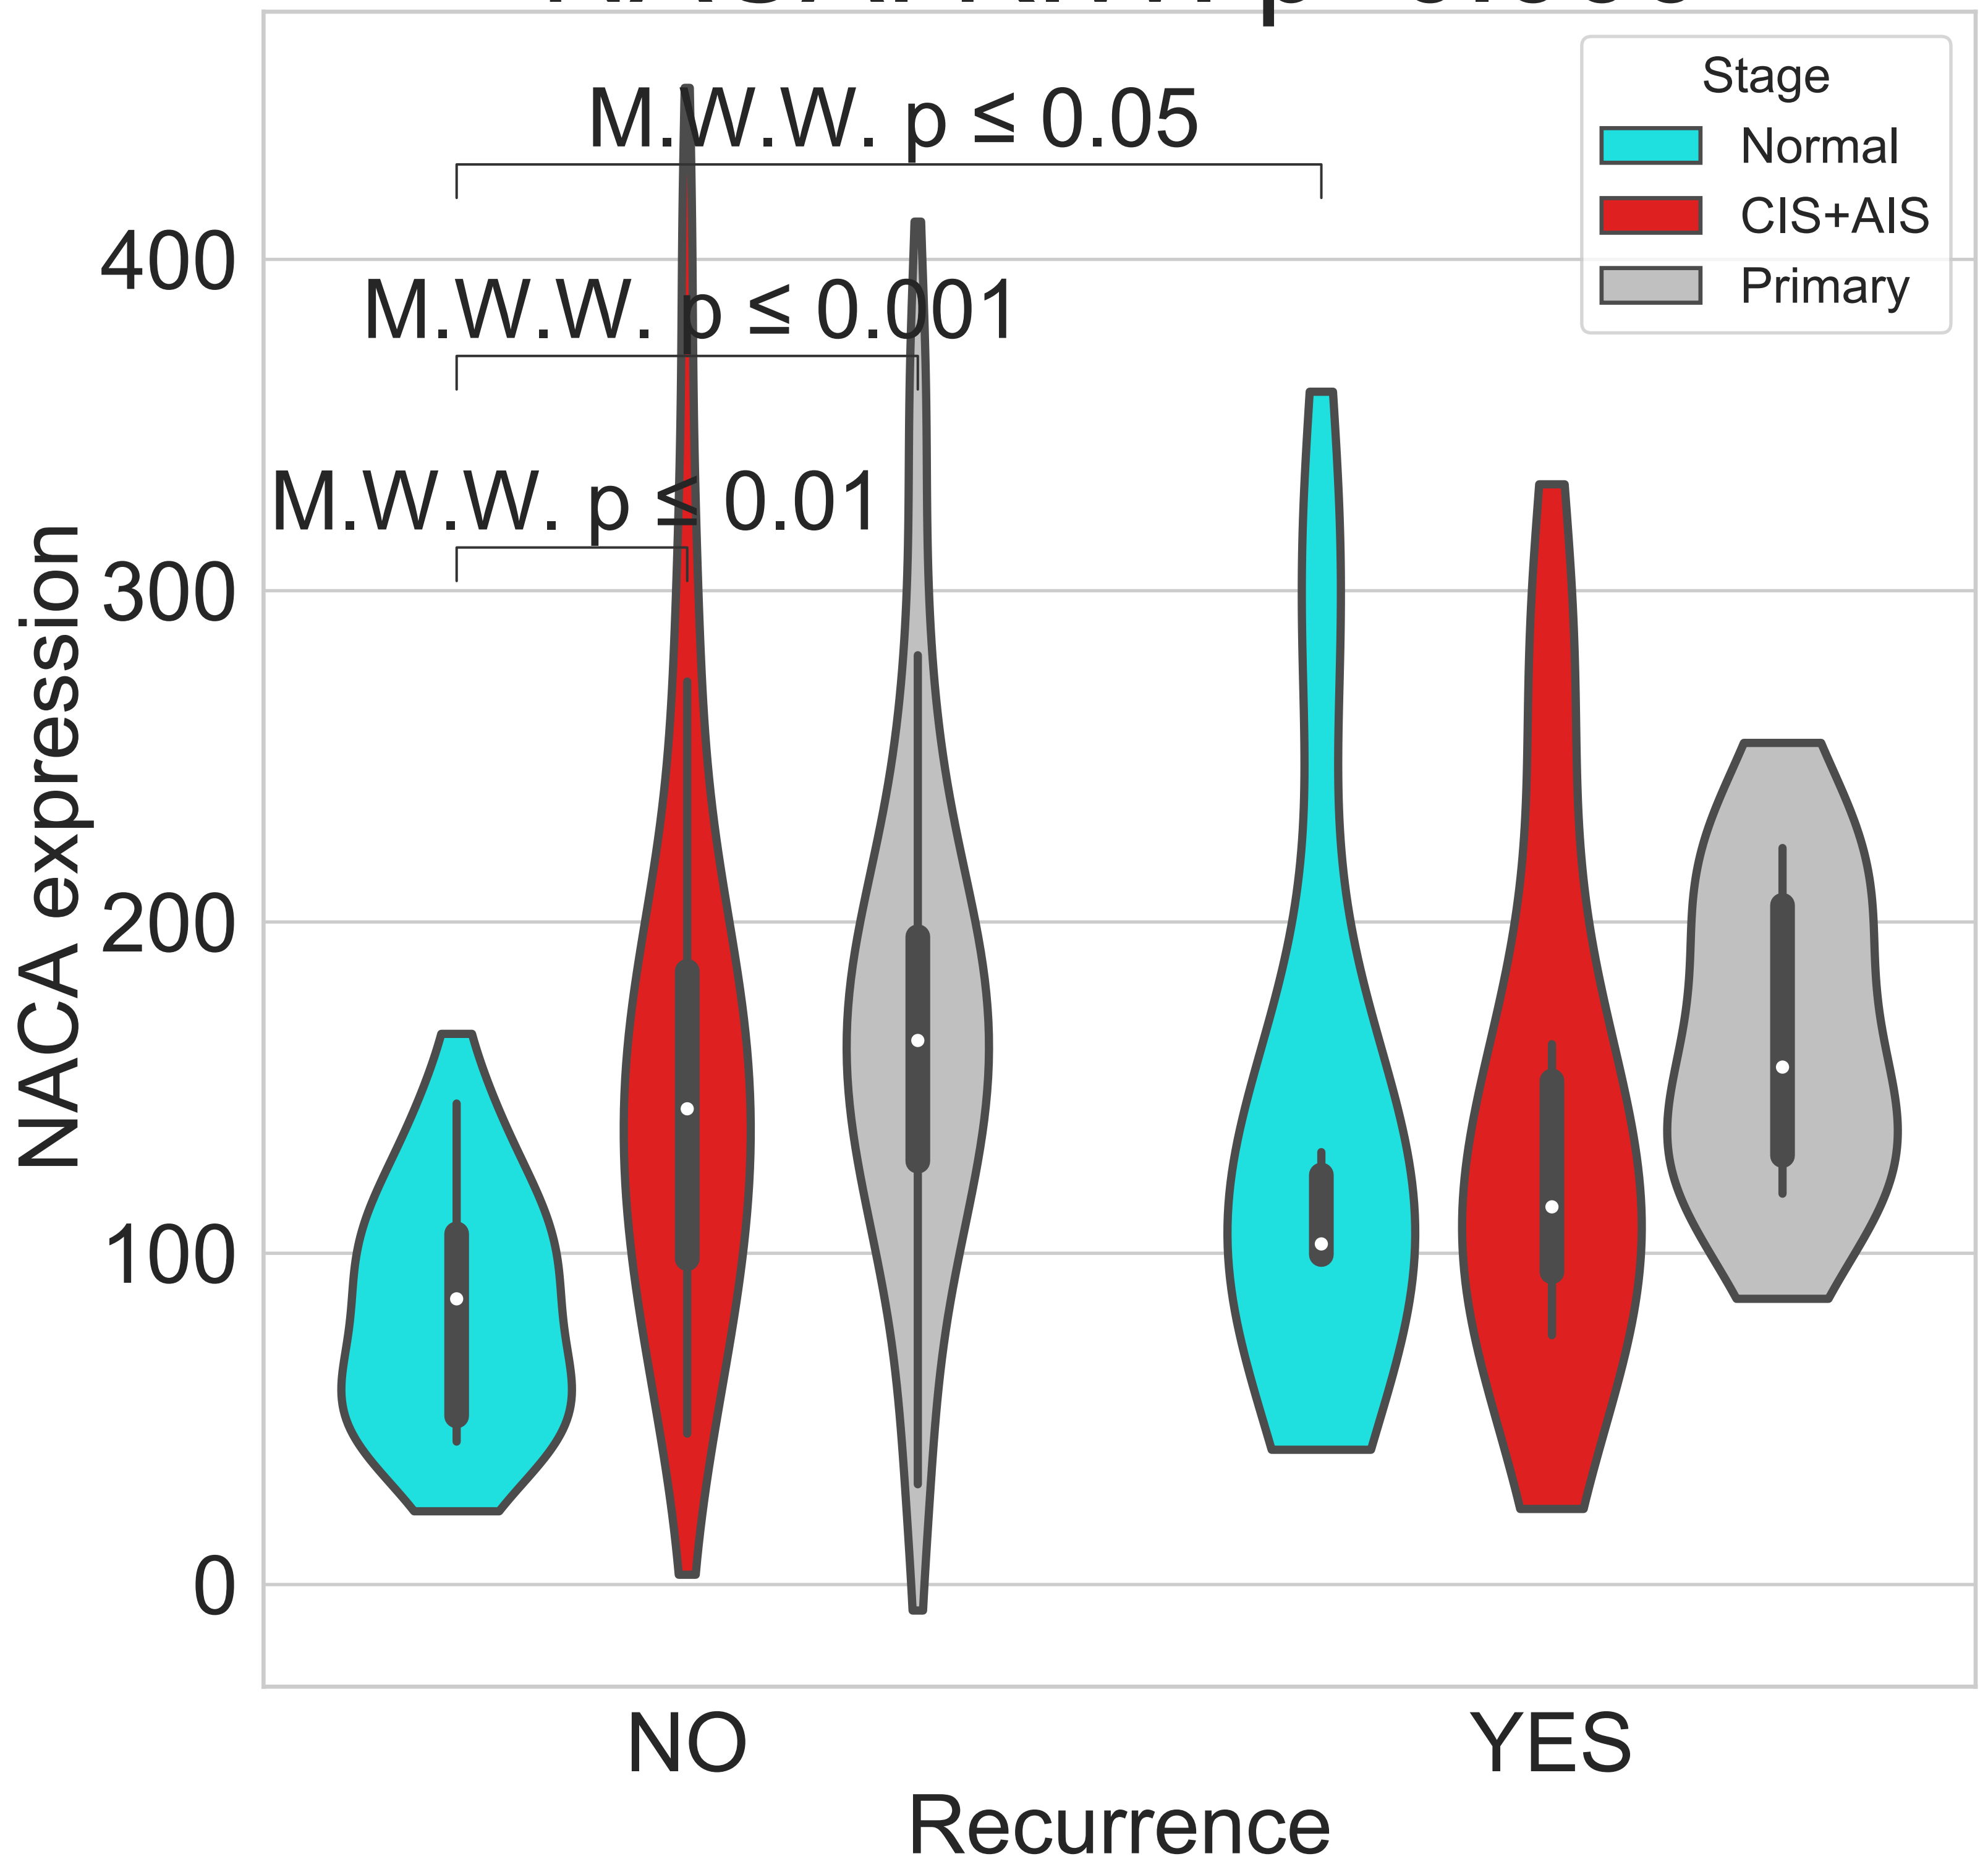 M.W.W. p ≤ 0.05
M.W.W. p ≤ 0.001
M.W.W. p ≤ 0.01
Stage
Normal
CIS+AIS
Primary
NACA expression
400
300
200
100
0
NO
YES
Recurrence